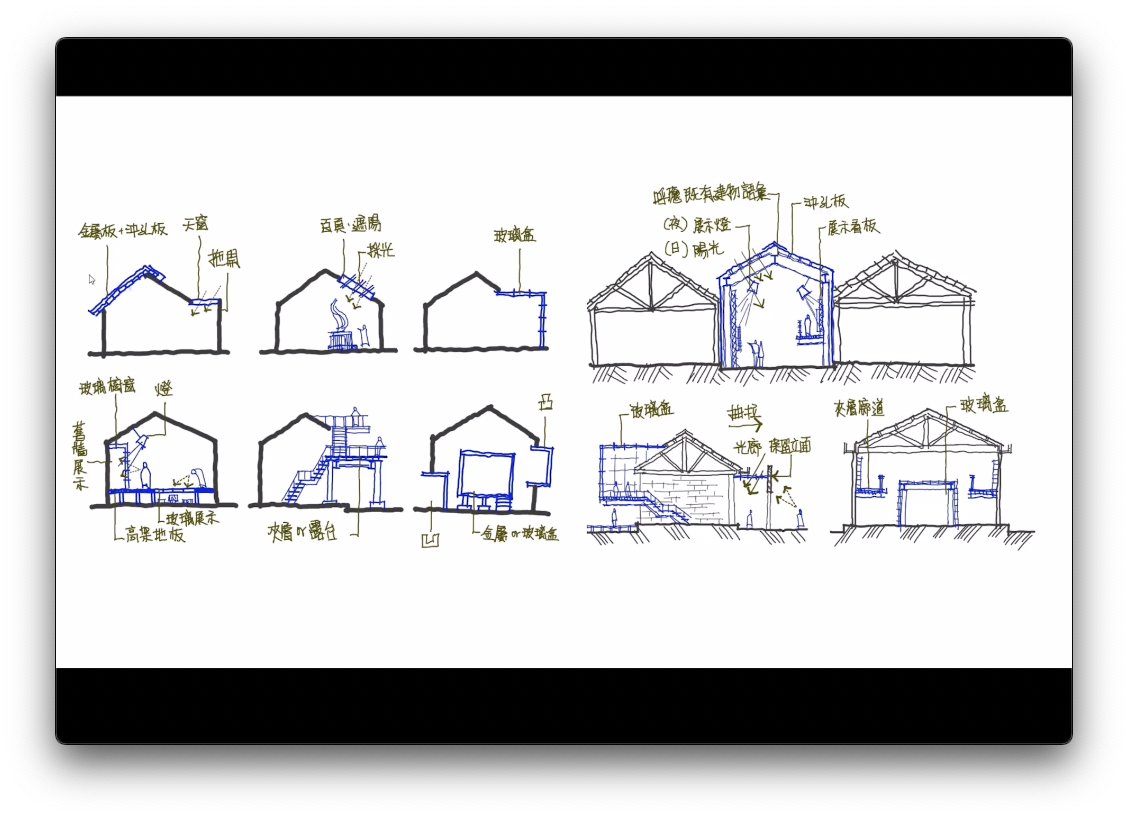 金屬板+沖孔板
天窗
拖開
百頁·遮陽
採光
玻璃盒
呼應既有建物語彙
沖孔板
(夜)展示燈
展示看板
(日)陽光
玻璃櫥窗
燈
舊牆展示
玻璃展示
高架地板
夾層 or 露台
凸
凹
金屬 or 玻璃盒
玻璃盒
曲折
光廊
保留立面
夾層廊道
玻璃盒